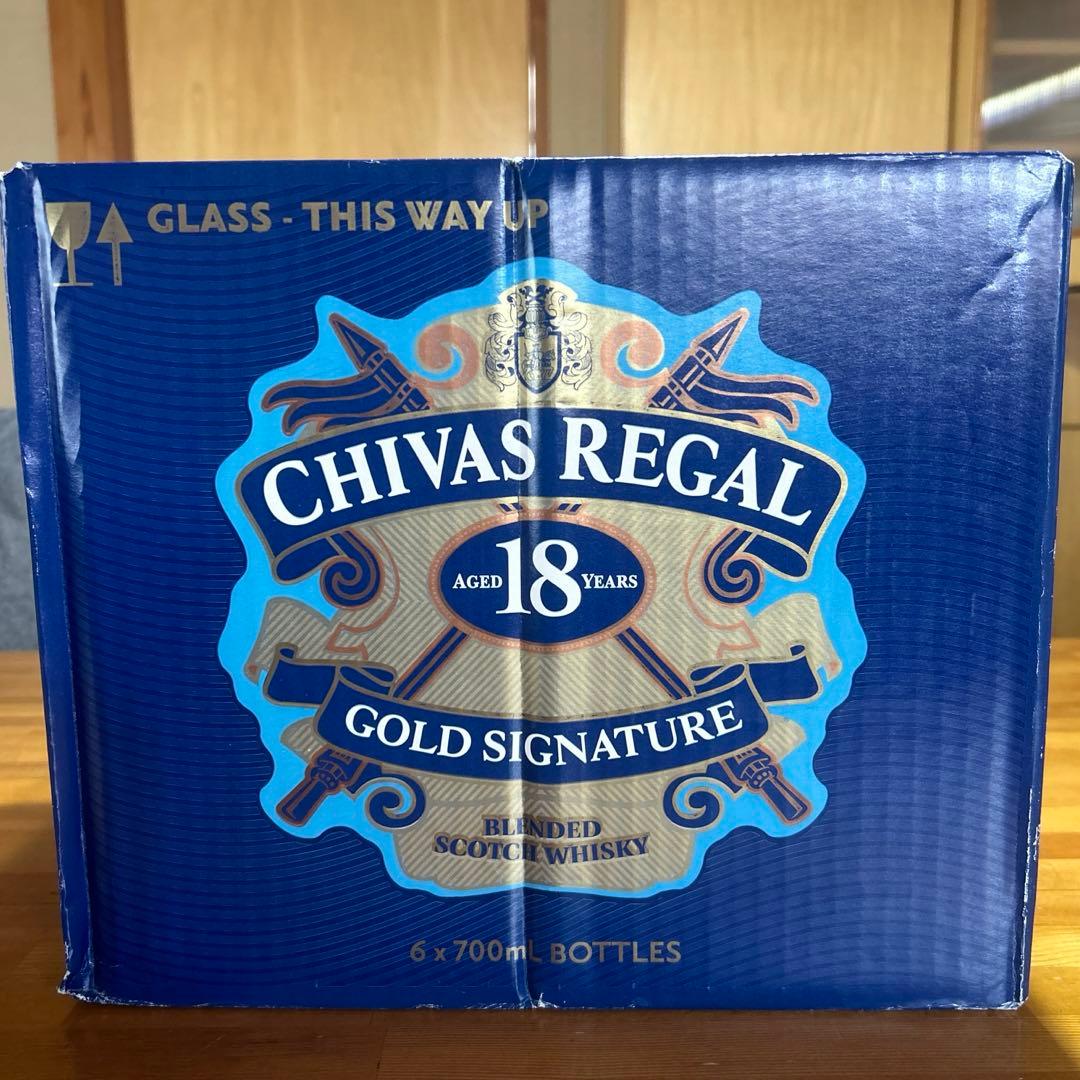 GLASS - THIS WAY UP
CHIVAS REGAL
AGED 18 YEARS
GOLD SIGNATURE
BLENDED
SCOTCH WHISKY
6 x 700mL BOTTLES